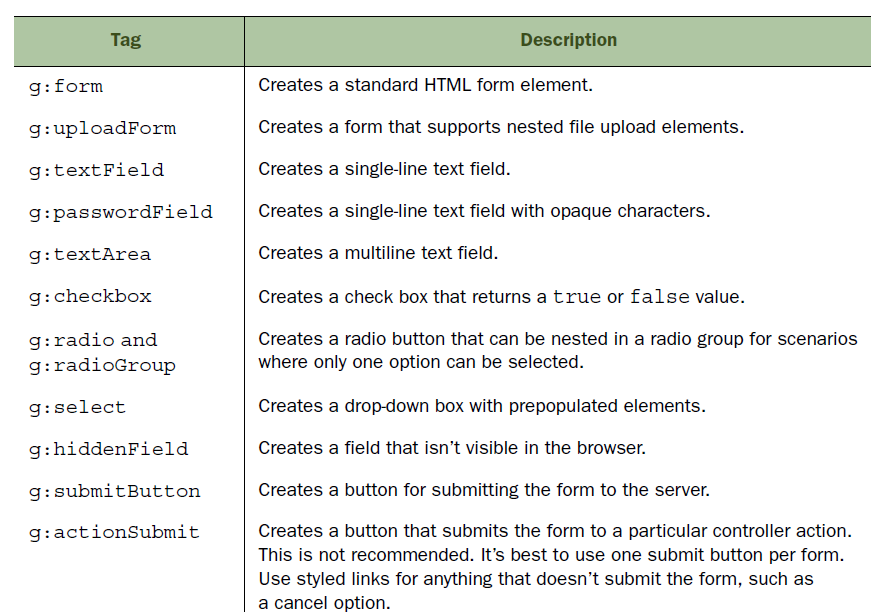 Tag Description
g:form Creates a standard HTML form element.
g:uploadForm Creates a form that supports nested file upload elements.
g:textField Creates a single-line text field.
g:passwordField Creates a single-line text field with opaque characters.
g:textArea Creates a multiline text field.
g:checkbox Creates a check box that returns a true or false value.
g:radio and Creates a radio button that can be nested in a radio group for scenarios
g:radioGroup where only one option can be selected.
g:select Creates a drop-down box with prepopulated elements.
g:hiddenField Creates a field that isn’t visible in the browser.
g:submitButton Creates a button for submitting the form to the server.
g:actionSubmit Creates a button that submits the form to a particular controller action.
This is not recommended. It’s best to use one submit button per form.
Use styled links for anything that doesn’t submit the form, such as
a cancel option.